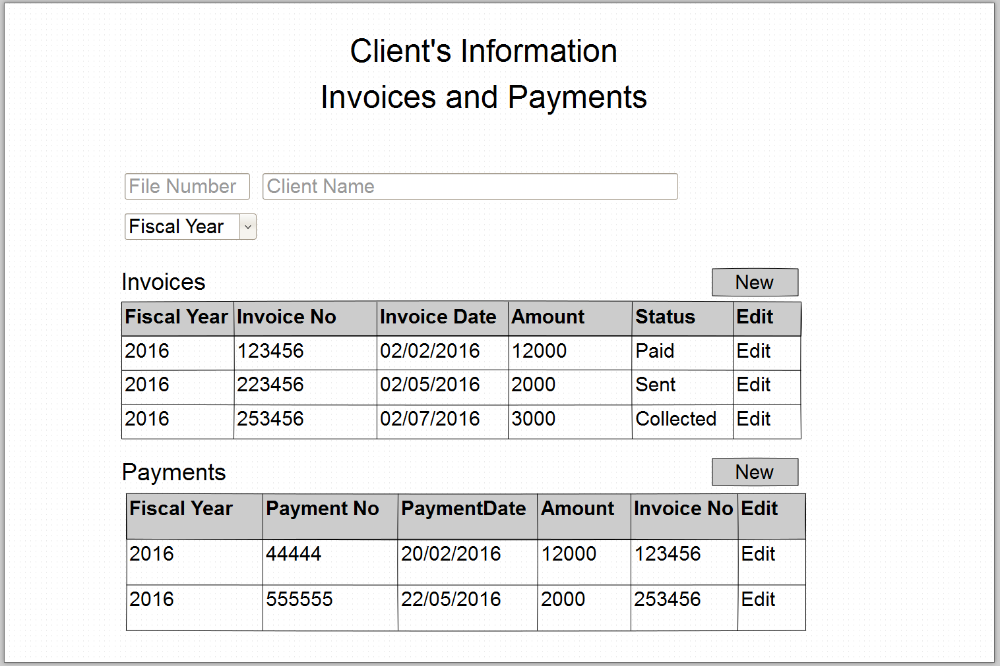 Client's Information
Invoices and Payments
File Number Client Name
Fiscal Year
Invoices New
Fiscal Year Invoice No Invoice Date Amount Status Edit
2016 123456 02/02/2016 12000 Paid Edit
2016 223456 02/05/2016 2000 Sent Edit
2016 253456 02/07/2016 3000 Collected Edit
Payments New
Fiscal Year Payment No PaymentDate Amount Invoice No Edit
2016 44444 20/02/2016 12000 123456 Edit
2016 555555 22/05/2016 2000 253456 Edit